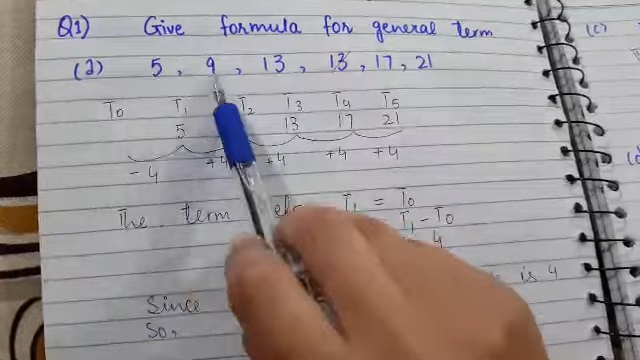 Q1) Give formula for general term (c)
(a) 5, 9, 13, 13, 17, 21
T0 T1 T2 T3 T4 T5
5 13 17 21
-4 +4 +4 +4 +4
The term T1 = T0
T1 - T0
4
is 4
Since
So,